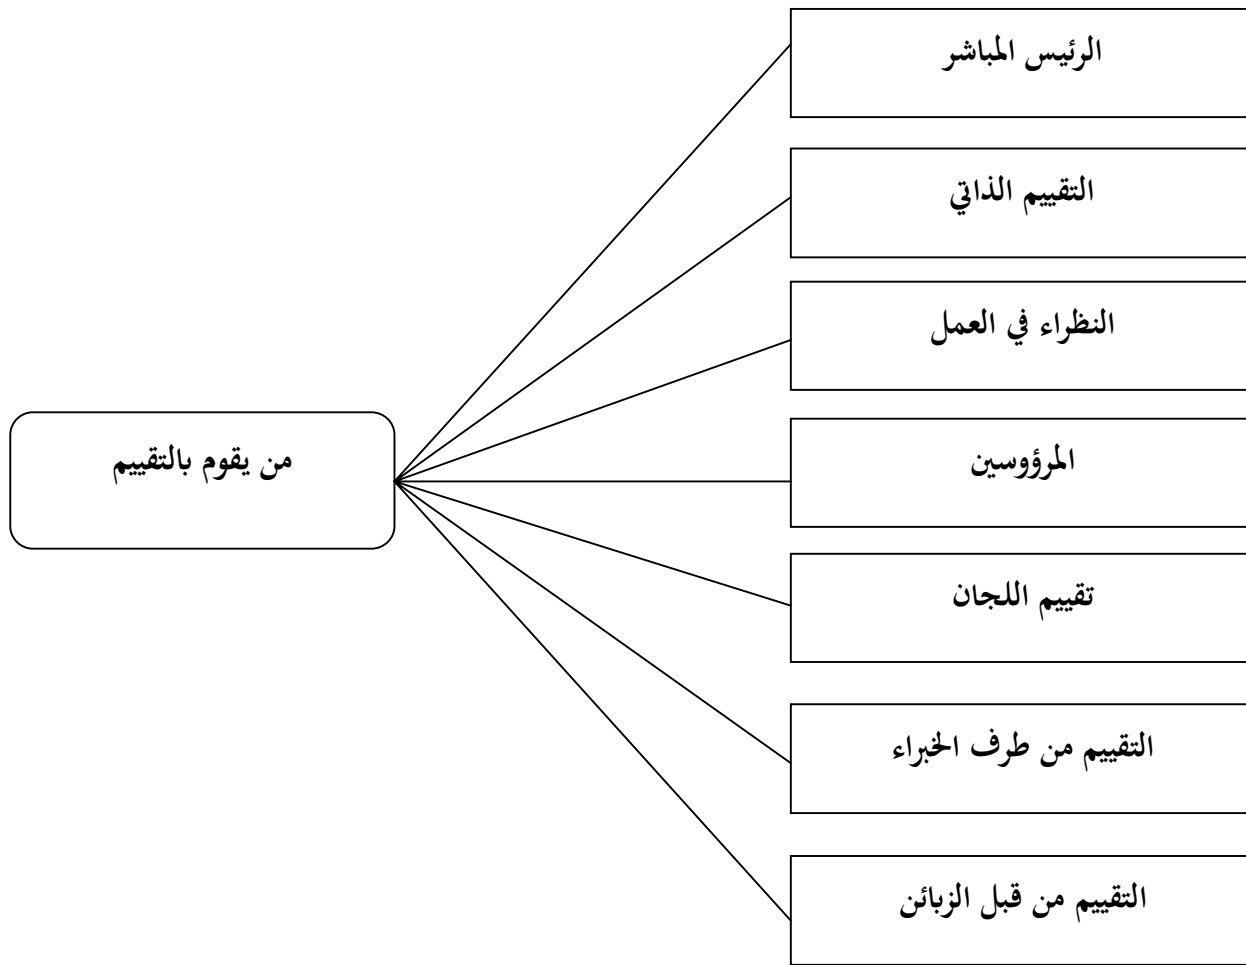 الرئيس المباشر
التقييم الذاتي
النظراء في العمل
من يقوم بالتقييم
المرؤوسين
تقييم اللجان
التقييم من طرف الخبراء
التقييم من قبل الزبائن